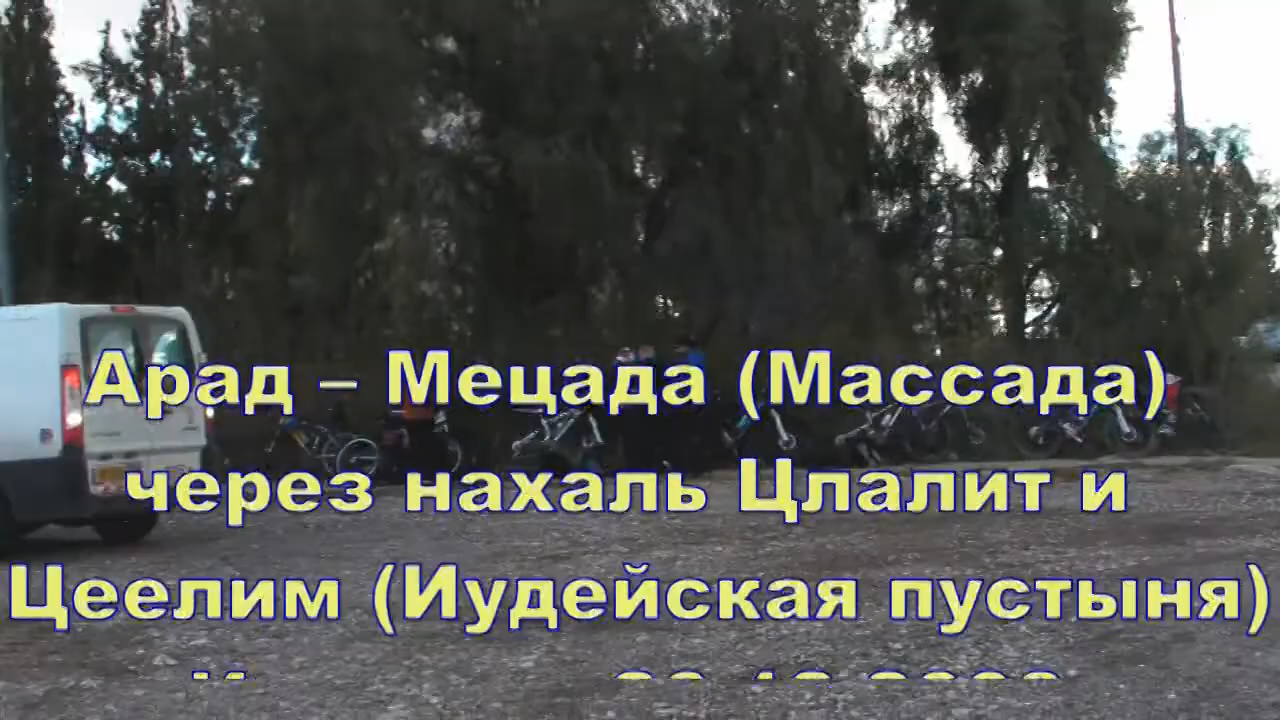 Арад – Мецада (Массада)
через нахаль Цлалит и
Цеелим (Иудейская пустыня)